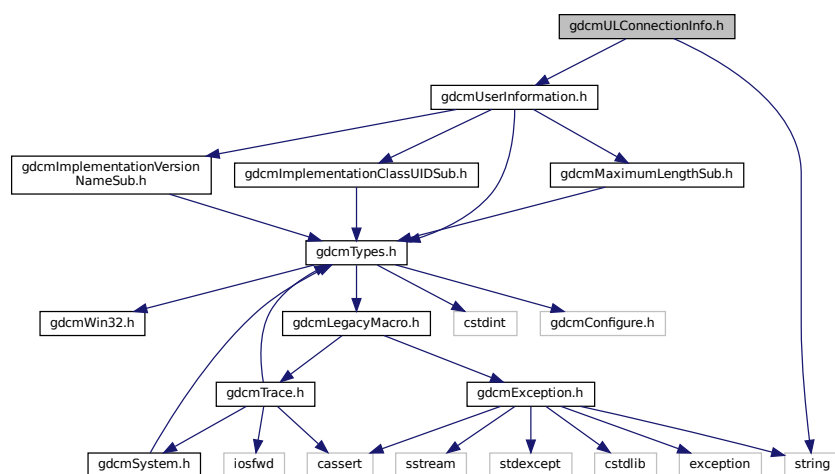 gdcmULConnectionInfo.h
gdcmUserInformation.h
gdcmImplementationVersion
NameSub.h
gdcmImplementationClassUIDSub.h
gdcmMaximumLengthSub.h
gdcmTypes.h
gdcmWin32.h
gdcmLegacyMacro.h
cstdint
gdcmConfigure.h
gdcmTrace.h
gdcmException.h
gdcmSystem.h
iosfwd
cassert
sstream
stdexcept
cstdlib
exception
string